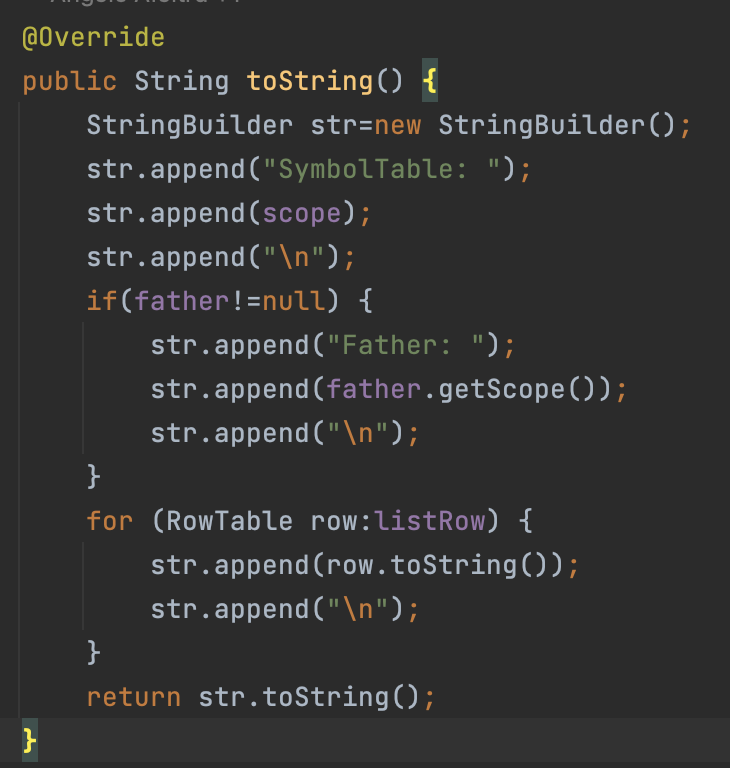 @Override
public String toString() {
    StringBuilder str=new StringBuilder();
    str.append("SymbolTable: ");
    str.append(scope);
    str.append("\n");
    if(father!=null) {
        str.append("Father: ");
        str.append(father.getScope());
        str.append("\n");
    }
    for (RowTable row:listRow) {
        str.append(row.toString());
        str.append("\n");
    }
    return str.toString();
}